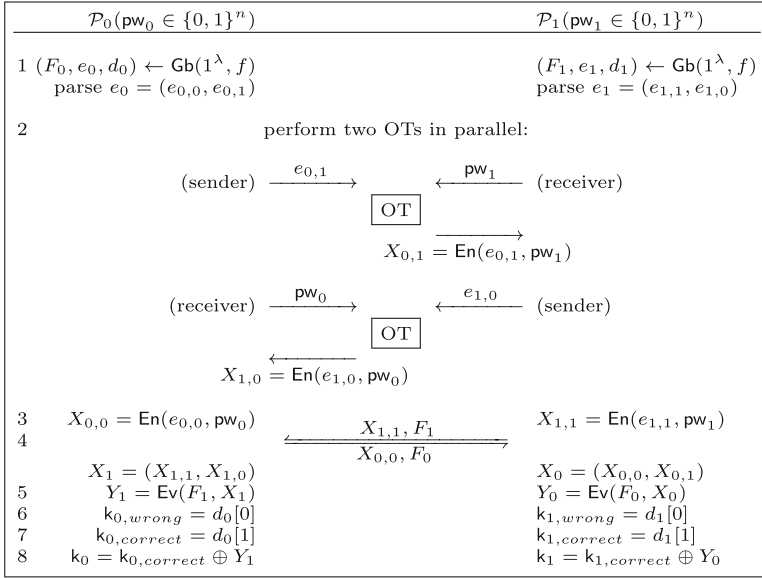 𝒫₀(pw₀ ∈ {0, 1}ⁿ) 𝒫₁(pw₁ ∈ {0, 1}ⁿ)
1 (F₀, e₀, d₀) ← Gb(1^λ, f) (F₁, e₁, d₁) ← Gb(1^λ, f)
parse e₀ = (e₀,₀, e₀,₁) parse e₁ = (e₁,₁, e₁,₀)
2 perform two OTs in parallel:
e₀,₁ pw₁
(sender) ⟶ ⟵ (receiver)
OT
⟶
X₀,₁ = En(e₀,₁, pw₁)
pw₀ e₁,₀
(receiver) ⟶ ⟵ (sender)
OT
⟵
X₁,₀ = En(e₁,₀, pw₀)
3 X₀,₀ = En(e₀,₀, pw₀) X₁,₁ = En(e₁,₁, pw₁)
4 X₁,₁, F₁
X₀,₀, F₀
X₁ = (X₁,₁, X₁,₀) X₀ = (X₀,₀, X₀,₁)
5 Y₁ = Ev(F₁, X₁) Y₀ = Ev(F₀, X₀)
6 k₀,wrong = d₀[0] k₁,wrong = d₁[0]
7 k₀,correct = d₀[1] k₁,correct = d₁[1]
8 k₀ = k₀,correct ⊕ Y₁ k₁ = k₁,correct ⊕ Y₀